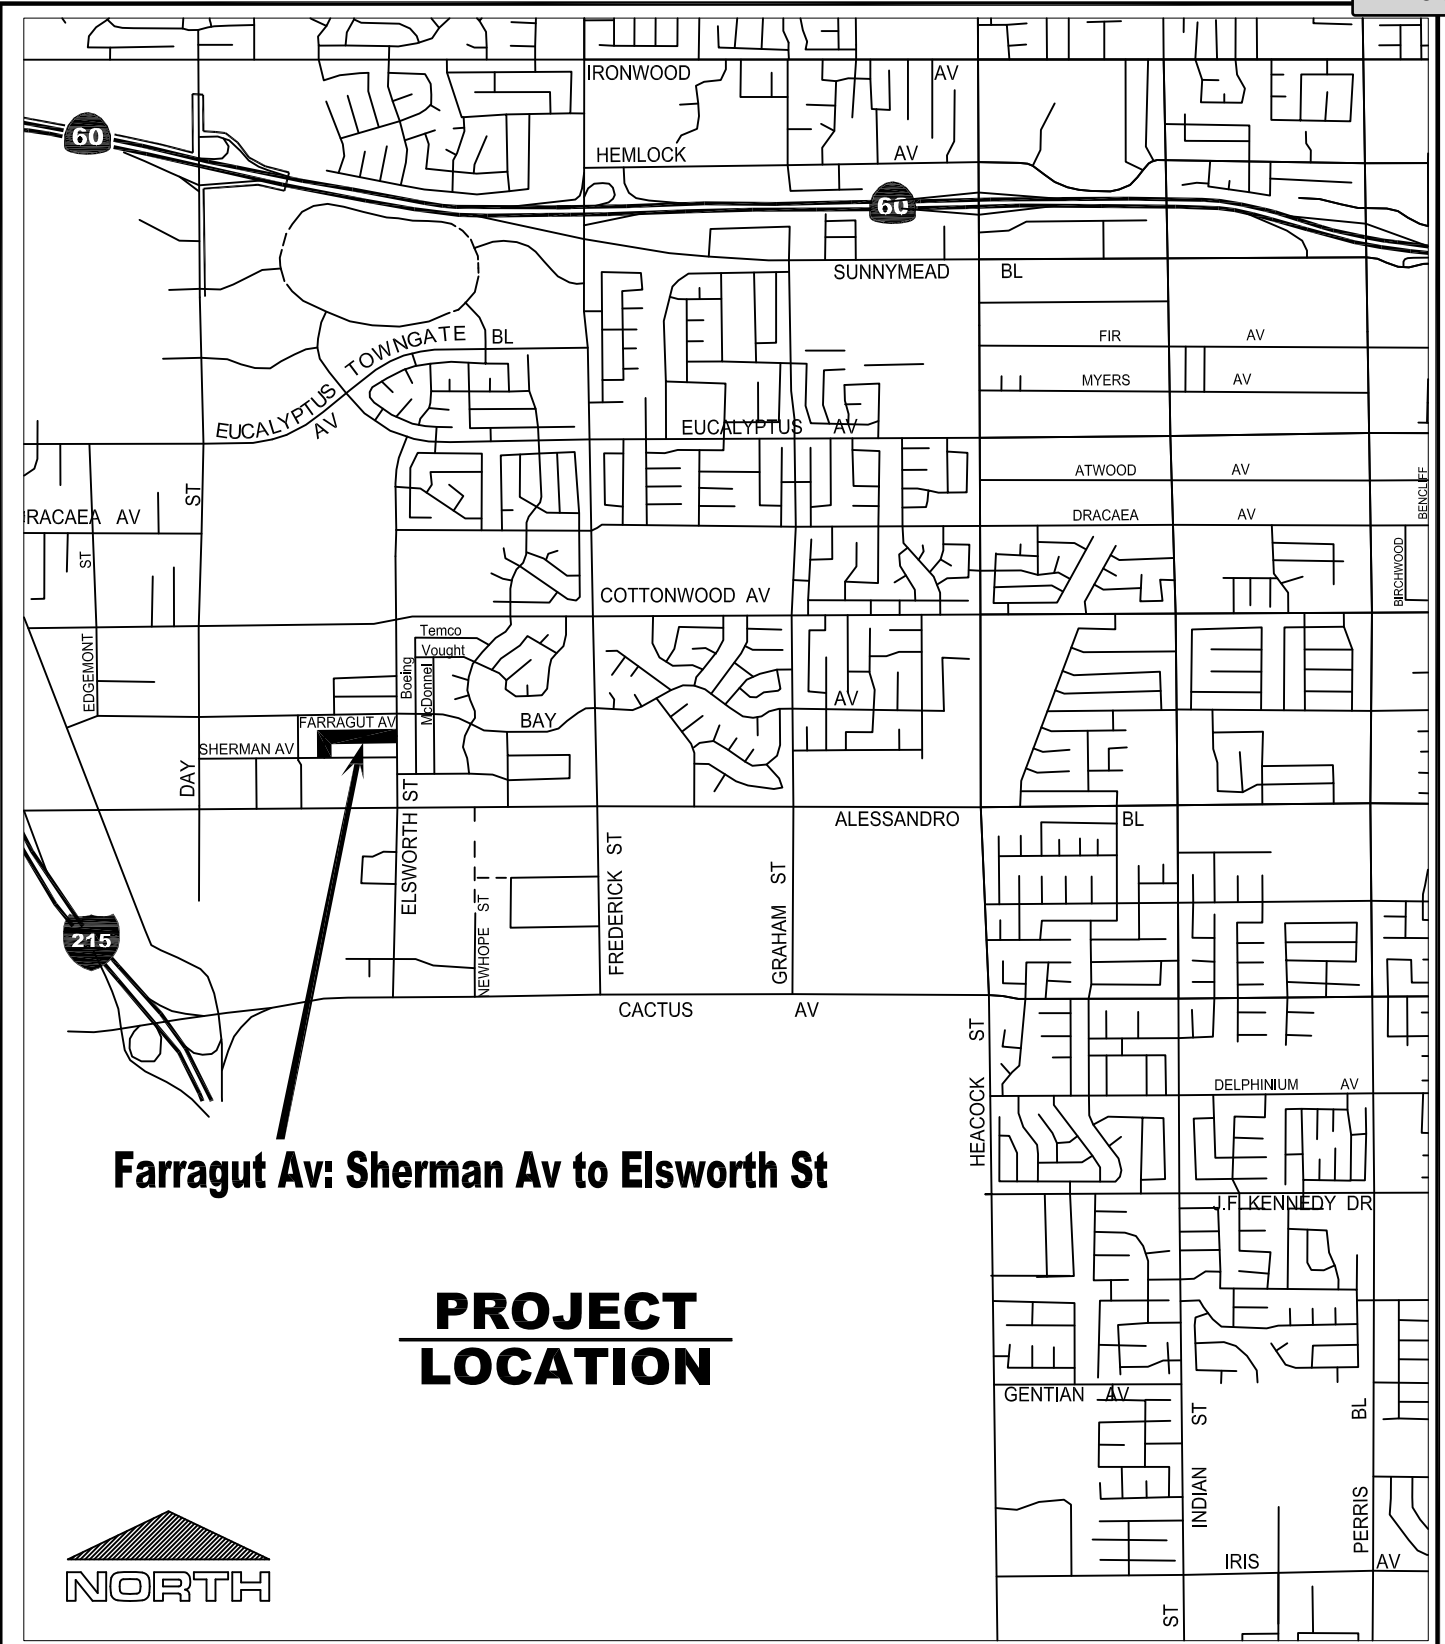 IRONWOOD AV
60
HEMLOCK AV
60
SUNNYMEAD BL
FIR AV
TOWNGATE BL
MYERS AV
EUCALYPTUS AV
EUCALYPTUS AV
ATWOOD AV
BENCLIFF
ST
DRACAEA AV
RACAEA AV
BIRCHWOOD
ST
COTTONWOOD AV
Temco
Vought
Boeing
McDonnel
EDGEMONT
AV
BAY
FARRAGUT AV
SHERMAN AV
DAY
ELSWORTH ST
ALESSANDRO BL
FREDERICK ST
GRAHAM ST
NEWHOPE ST
215
CACTUS AV
HEACOCK ST
DELPHINIUM AV
Farragut Av: Sherman Av to Elsworth St
J.F. KENNEDY DR
PROJECT
LOCATION
GENTIAN AV
INDIAN ST
PERRIS BL
IRIS AV
NORTH
ST